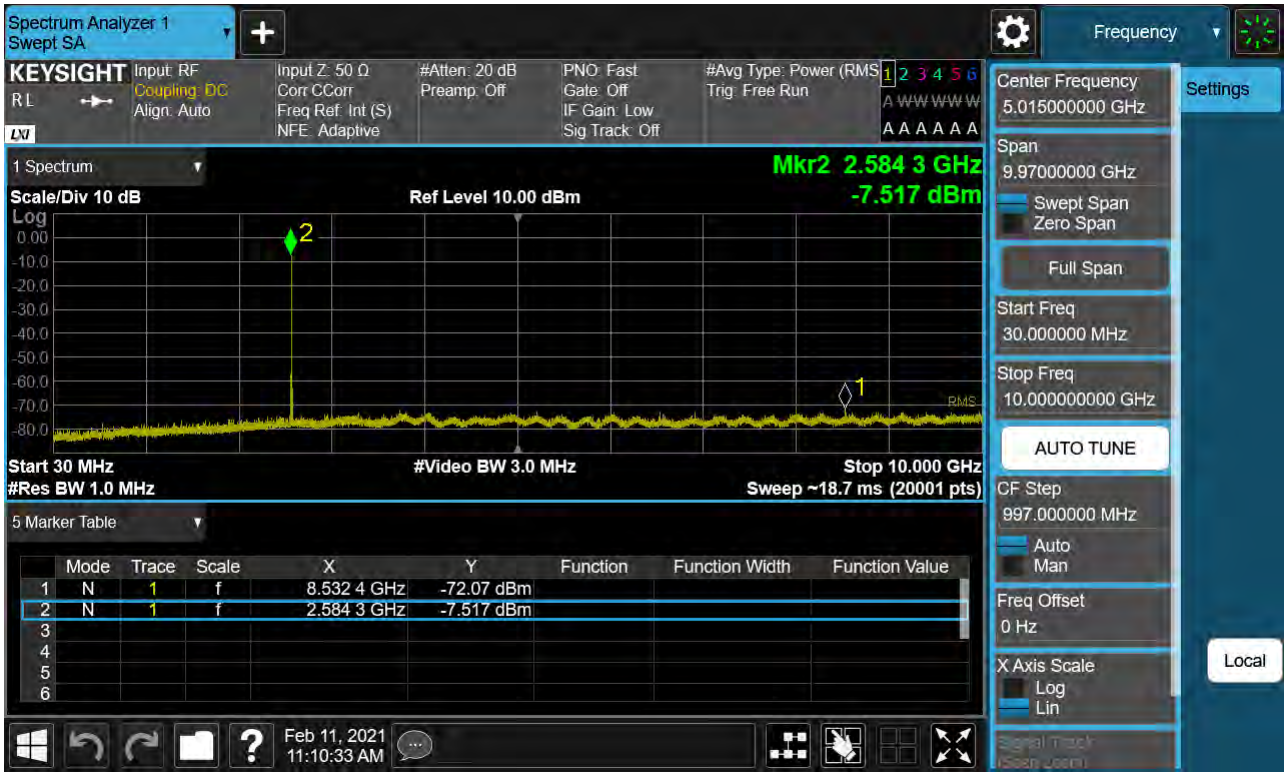 Spectrum Analyzer 1
Swept SA
+
Frequency
KEYSIGHT
RL
LXI
Input: RF
Coupling: DC
Align: Auto
Input Z: 50 Ω
Corr CCorr
Freq Ref: Int (S)
NFE: Adaptive
#Atten: 20 dB
Preamp: Off
PNO: Fast
Gate: Off
IF Gain: Low
Sig Track: Off
#Avg Type: Power (RMS
Trig: Free Run
1 2 3 4 5 6
A W W W W W
A A A A A A
1 Spectrum
Mkr2 2.584 3 GHz
Scale/Div 10 dB
Ref Level 10.00 dBm
-7.517 dBm
Log
0.00
-10.0
-20.0
-30.0
-40.0
-50.0
-60.0
-70.0
-80.0
2
1
RMS
Start 30 MHz
#Video BW 3.0 MHz
Stop 10.000 GHz
#Res BW 1.0 MHz
Sweep ~18.7 ms (20001 pts)
5 Marker Table
Mode Trace Scale X Y Function Function Width Function Value
1 N 1 f 8.532 4 GHz -72.07 dBm
2 N 1 f 2.584 3 GHz -7.517 dBm
3
4
5
6
Feb 11, 2021
11:10:33 AM
?
Center Frequency
5.015000000 GHz
Settings
Span
9.97000000 GHz
Swept Span
Zero Span
Full Span
Start Freq
30.000000 MHz
Stop Freq
10.000000000 GHz
AUTO TUNE
CF Step
997.000000 MHz
Auto
Man
Freq Offset
0 Hz
X Axis Scale
Log
Lin
Local
Signal Track
(Span Zoom)